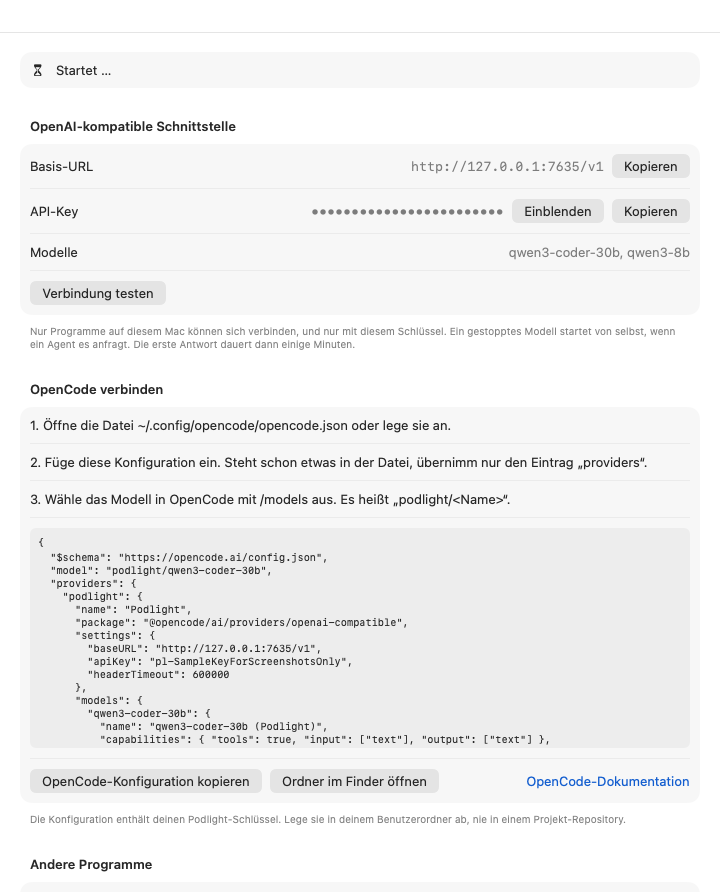 Startet ...
OpenAI-kompatible Schnittstelle
Basis-URL
http://127.0.0.1:7635/v1
Kopieren
API-Key
••••••••••••••••••••••••
Einblenden
Kopieren
Modelle
qwen3-coder-30b, qwen3-8b
Verbindung testen
Nur Programme auf diesem Mac können sich verbinden, und nur mit diesem Schlüssel. Ein gestopptes Modell startet von selbst, wenn
ein Agent es anfragt. Die erste Antwort dauert dann einige Minuten.
OpenCode verbinden
1. Öffne die Datei ~/.config/opencode/opencode.json oder lege sie an.
2. Füge diese Konfiguration ein. Steht schon etwas in der Datei, übernimm nur den Eintrag „providers“.
3. Wähle das Modell in OpenCode mit /models aus. Es heißt „podlight/<Name>“.
{
  "$schema": "https://opencode.ai/config.json",
  "model": "podlight/qwen3-coder-30b",
  "providers": {
    "podlight": {
      "name": "Podlight",
      "package": "@opencode/ai/providers/openai-compatible",
      "settings": {
        "baseURL": "http://127.0.0.1:7635/v1",
        "apiKey": "pl-SampleKeyForScreenshotsOnly",
        "headerTimeout": 600000
      },
      "models": {
        "qwen3-coder-30b": {
          "name": "qwen3-coder-30b (Podlight)",
          "capabilities": { "tools": true, "input": ["text"], "output": ["text"] },
OpenCode-Konfiguration kopieren
Ordner im Finder öffnen
OpenCode-Dokumentation
Die Konfiguration enthält deinen Podlight-Schlüssel. Lege sie in deinem Benutzerordner ab, nie in einem Projekt-Repository.
Andere Programme